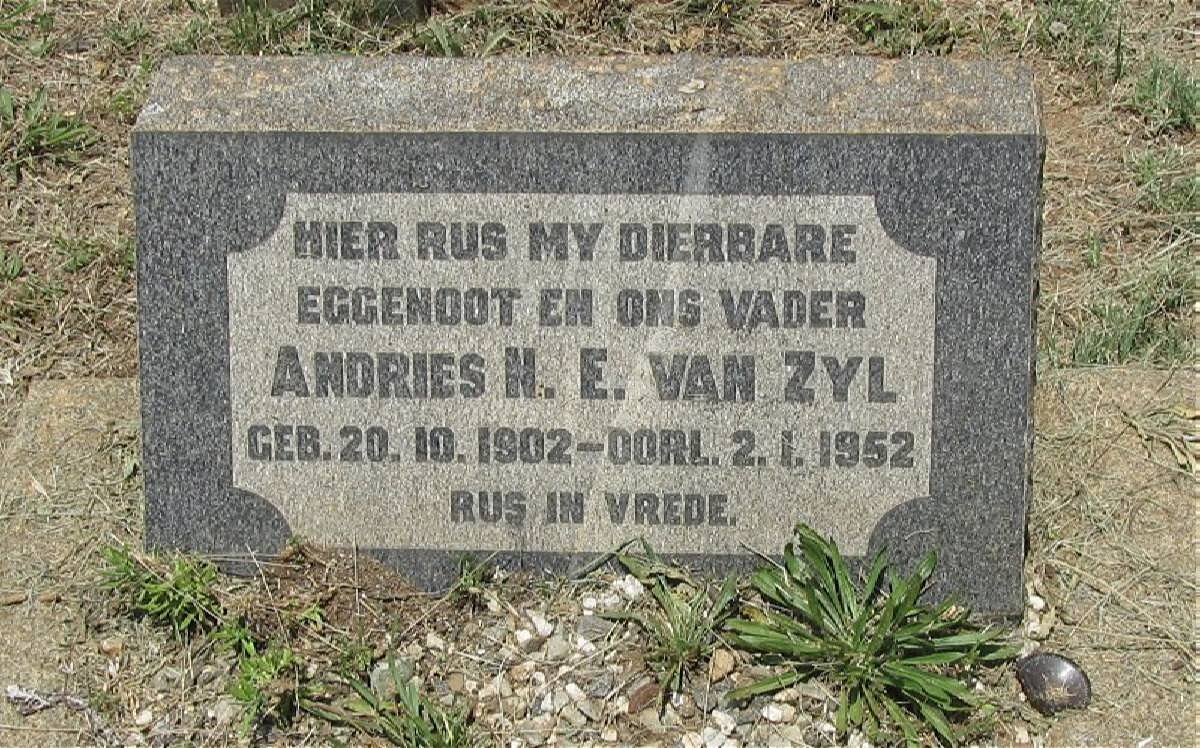 HIER RUS MY DIERBARE
EGGENOOT EN ONS VADER
ANDRIES N. E. VAN ZYL
GEB. 20. 10. 1902–OORL. 2. 1. 1952
RUS IN VREDE.